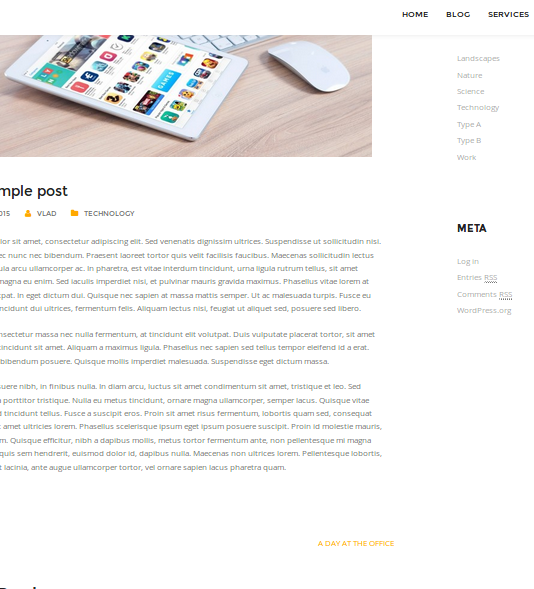 HOME BLOG SERVICES
GAMES
Landscapes
Nature
Science
Technology
Type A
Type B
Work
mple post
015 VLAD TECHNOLOGY
lor sit amet, consectetur adipiscing elit. Sed venenatis dignissim ultrices. Suspendisse ut sollicitudin nisi.
ec nunc nec bibendum. Praesent laoreet tortor quis velit facilisis faucibus. Maecenas sollicitudin lectus
ula arcu ullamcorper ac. In pharetra, est vitae interdum tincidunt, urna ligula rutrum tellus, sit amet
magna eu enim. Sed iaculis imperdiet nisi, et pulvinar mauris gravida maximus. Phasellus vitae lorem at
tpat. In eget dictum dui. Quisque nec sapien at massa mattis semper. Ut ac malesuada turpis. Fusce eu
incidunt dui ultrices, fermentum felis. Aliquam lectus nisi, feugiat ut aliquet sed, posuere sed libero.
nsectetur massa nec nulla fermentum, at tincidunt elit volutpat. Duis vulputate placerat tortor, sit amet
tincidunt sit amet. Aliquam a maximus ligula. Phasellus nec sapien sed tellus tempor eleifend id a erat.
bibendum posuere. Quisque mollis imperdiet malesuada. Suspendisse eget dictum massa.
uere nibh, in finibus nulla. In diam arcu, luctus sit amet condimentum sit amet, tristique et leo. Sed
a porttitor tristique. Nulla eu metus tincidunt, ornare magna ullamcorper, semper lacus. Quisque vitae
d tincidunt tellus. Fusce a suscipit eros. Proin sit amet risus fermentum, lobortis quam sed, consequat
t amet ultricies lorem. Phasellus scelerisque ipsum eget ipsum posuere suscipit. Proin id molestie mauris,
m. Quisque efficitur, nibh a dapibus mollis, metus tortor fermentum ante, non pellentesque mi magna
quis sem hendrerit, euismod dolor id, dapibus nulla. Maecenas non ultrices lorem. Pellentesque lobortis,
t lacinia, ante augue ullamcorper tortor, vel ornare sapien lacus pharetra quam.
META
Log in
Entries RSS
Comments RSS
WordPress.org
A DAY AT THE OFFICE